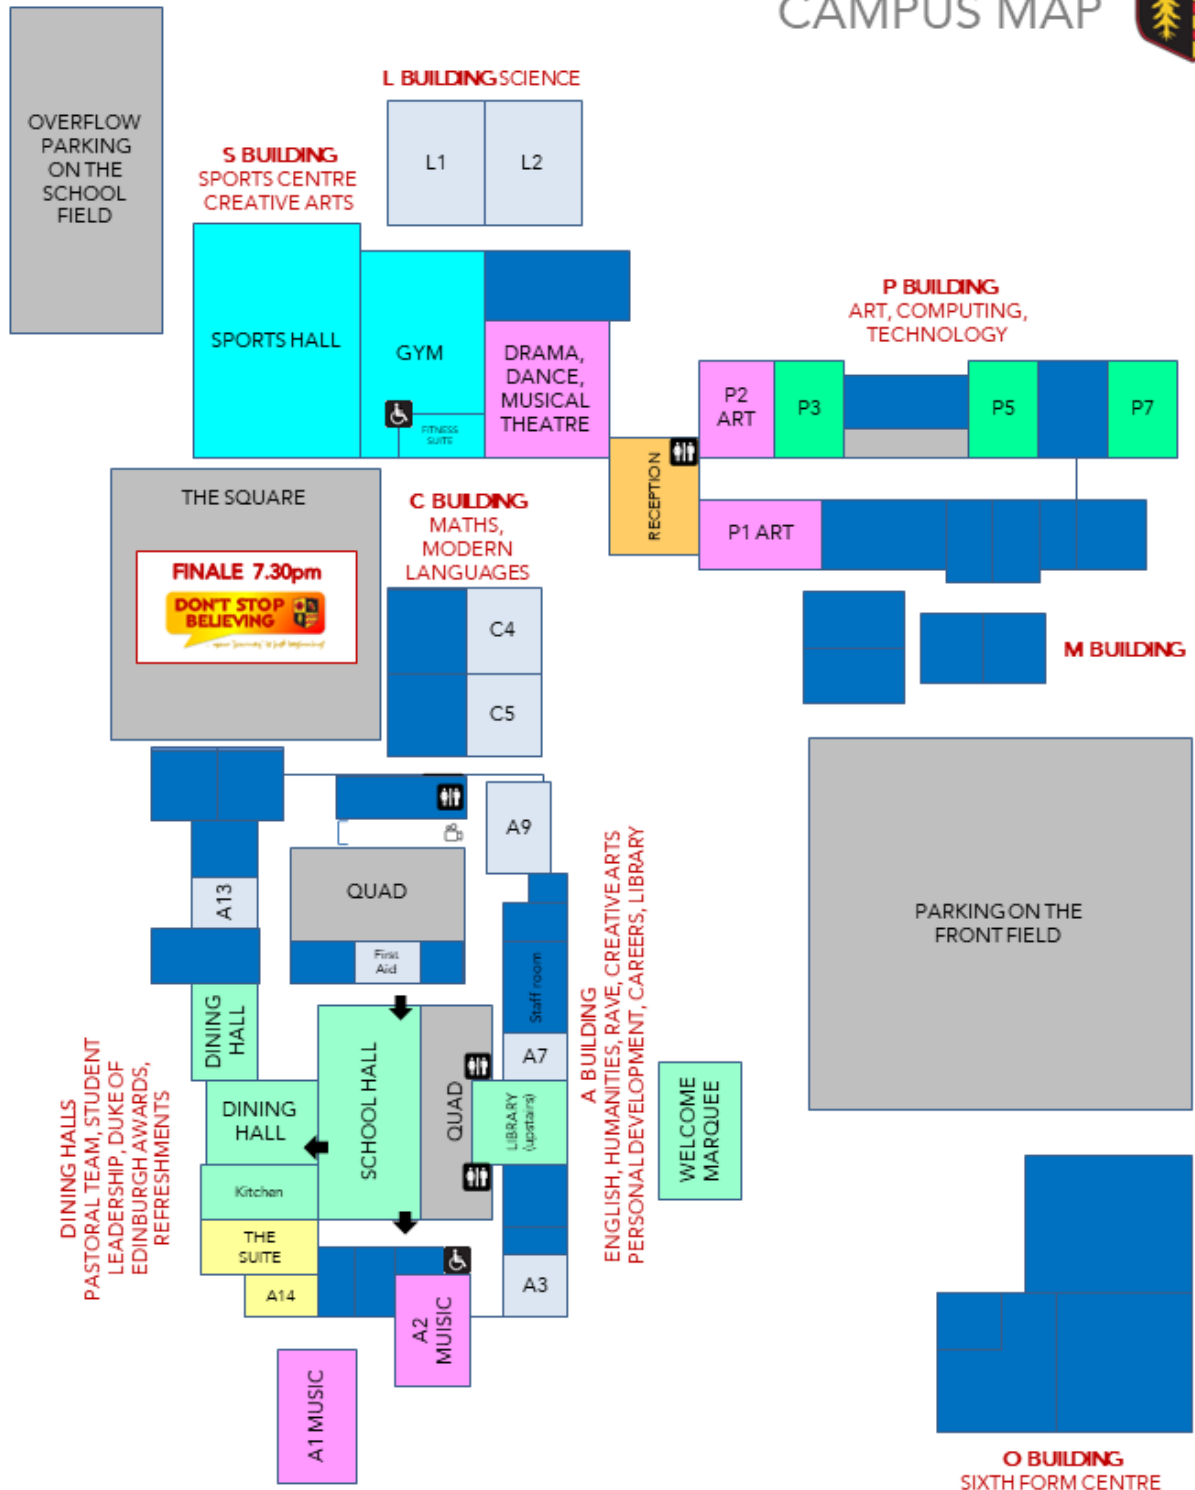 CAMPUS MAP
OVERFLOW
PARKING
ON THE
SCHOOL
FIELD
L BUILDING SCIENCE
L1
L2
S BUILDING
SPORTS CENTRE
CREATIVE ARTS
SPORTS HALL
GYM
FITNESS
SUITE
DRAMA,
DANCE,
MUSICAL
THEATRE
P BUILDING
ART, COMPUTING,
TECHNOLOGY
P2
ART
P3
P5
P7
RECEPTION
P1 ART
THE SQUARE
FINALE 7.30pm
DON'T STOP
BELIEVING
C BUILDING
MATHS,
MODERN
LANGUAGES
C4
C5
M BUILDING
A9
QUAD
A13
First
Aid
Staff room
PARKING ON THE
FRONT FIELD
A BUILDING
ENGLISH, HUMANITIES, RAVE, CREATIVE ARTS
PERSONAL DEVELOPMENT, CAREERS, LIBRARY
DINING
HALL
SCHOOL HALL
QUAD
A7
LIBRARY
(upstairs)
WELCOME
MARQUEE
DINING HALLS
PASTORAL TEAM, STUDENT
LEADERSHIP, DUKE OF
EDINBURGH AWARDS,
REFRESHMENTS
DINING
HALL
Kitchen
THE
SUITE
A14
A3
A2
MUISIC
A1 MUSIC
O BUILDING
SIXTH FORM CENTRE